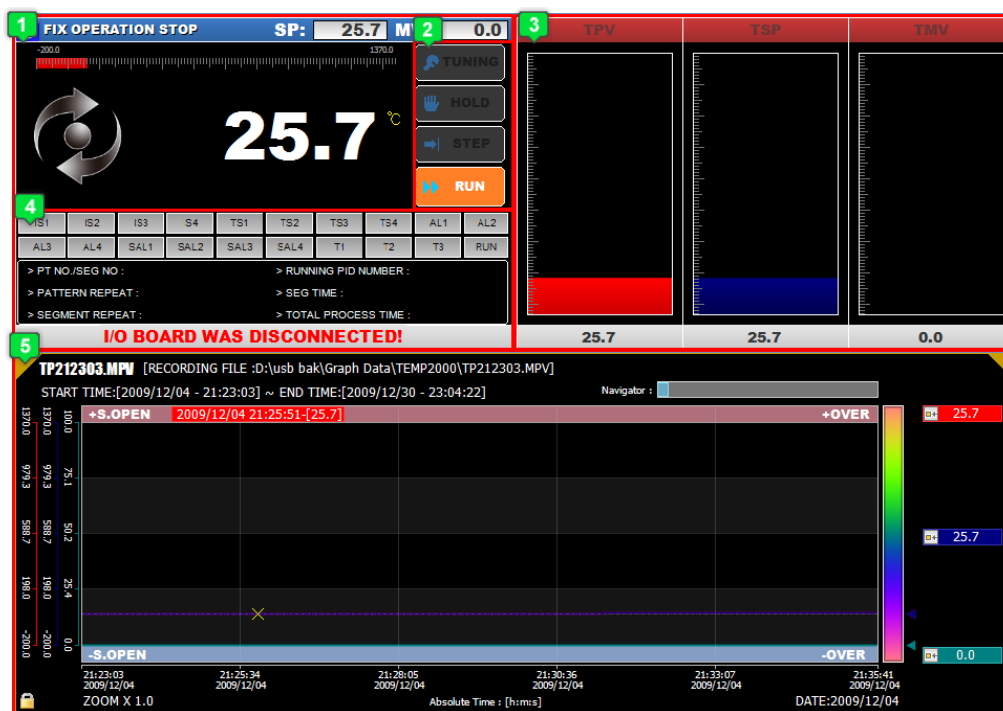 1 FIX OPERATION STOP SP: 25.7 M 2 0.0
-200.0 1370.0
25.7 ℃
TUNING
HOLD
STEP
RUN
3 TPV TSP TMV
25.7 25.7 0.0
4
IS1 IS2 IS3 S4 TS1 TS2 TS3 TS4 AL1 AL2
AL3 AL4 SAL1 SAL2 SAL3 SAL4 T1 T2 T3 RUN
> PT NO./SEG NO : > RUNNING PID NUMBER :
> PATTERN REPEAT : > SEG TIME :
> SEGMENT REPEAT : > TOTAL PROCESS TIME :
I/O BOARD WAS DISCONNECTED!
5
TP212303.MPV [RECORDING FILE :D:\usb bak\Graph Data\TEMP2000\TP212303.MPV]
START TIME:[2009/12/04 - 21:23:03] ~ END TIME:[2009/12/30 - 23:04:22] Navigator :
+S.OPEN 2009/12/04 21:25:51-[25.7] +OVER
1370.0 1370.0 100.0
979.3 979.3 75.1
588.7 588.7 50.2
198.0 198.0 25.4
-200.0 -200.0 0.0
25.7
25.7
0.0
-S.OPEN -OVER
21:23:03 21:25:34 21:28:05 21:30:36 21:33:07 21:35:41
2009/12/04 2009/12/04 2009/12/04 2009/12/04 2009/12/04 2009/12/04
ZOOM X 1.0 Absolute Time : [h:m:s] DATE:2009/12/04